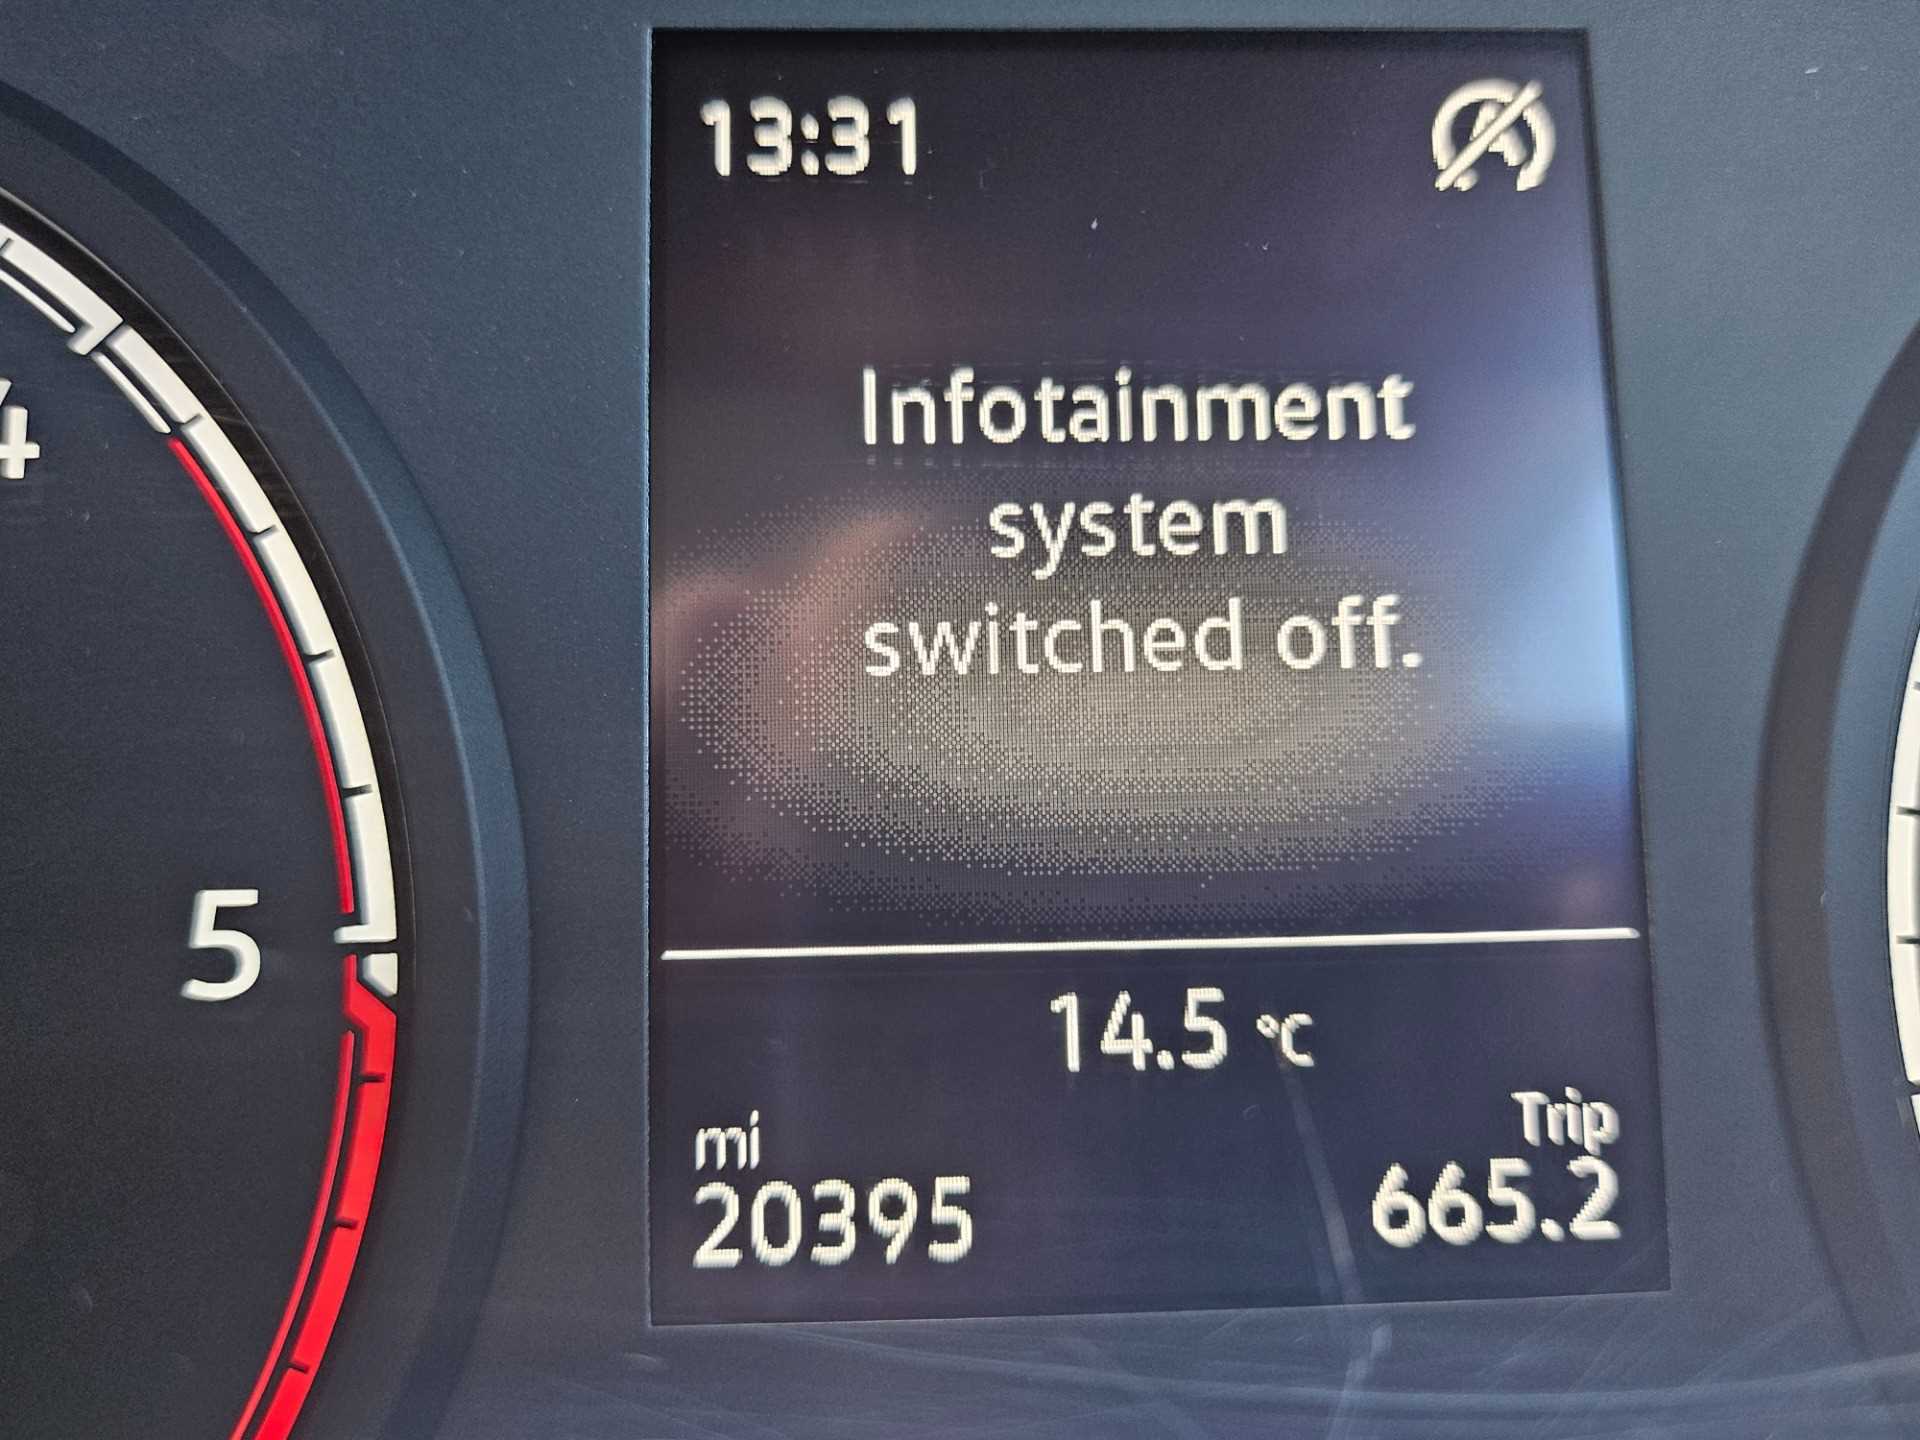 13:31 A
Infotainment
system
switched off.
14.5 °C
mi
Trip
20395
665.2
4
5